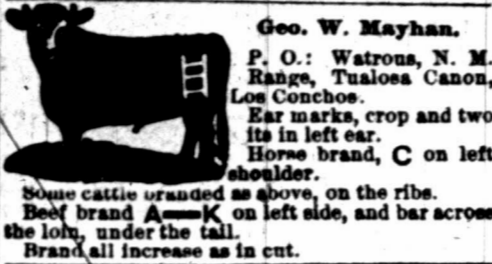 Geo. W. Mayhan.
P. O.: Watrous, N. M.
Range, Tualosa Canon,
Los Conchos.
Ear marks, crop and two
its in left ear.
Horse brand, C on left
shoulder.
Some cattle branded as above, on the ribs.
Beef brand A—K on left side, and bar across
the loin, under the tail.
Brand all increase as in cut.